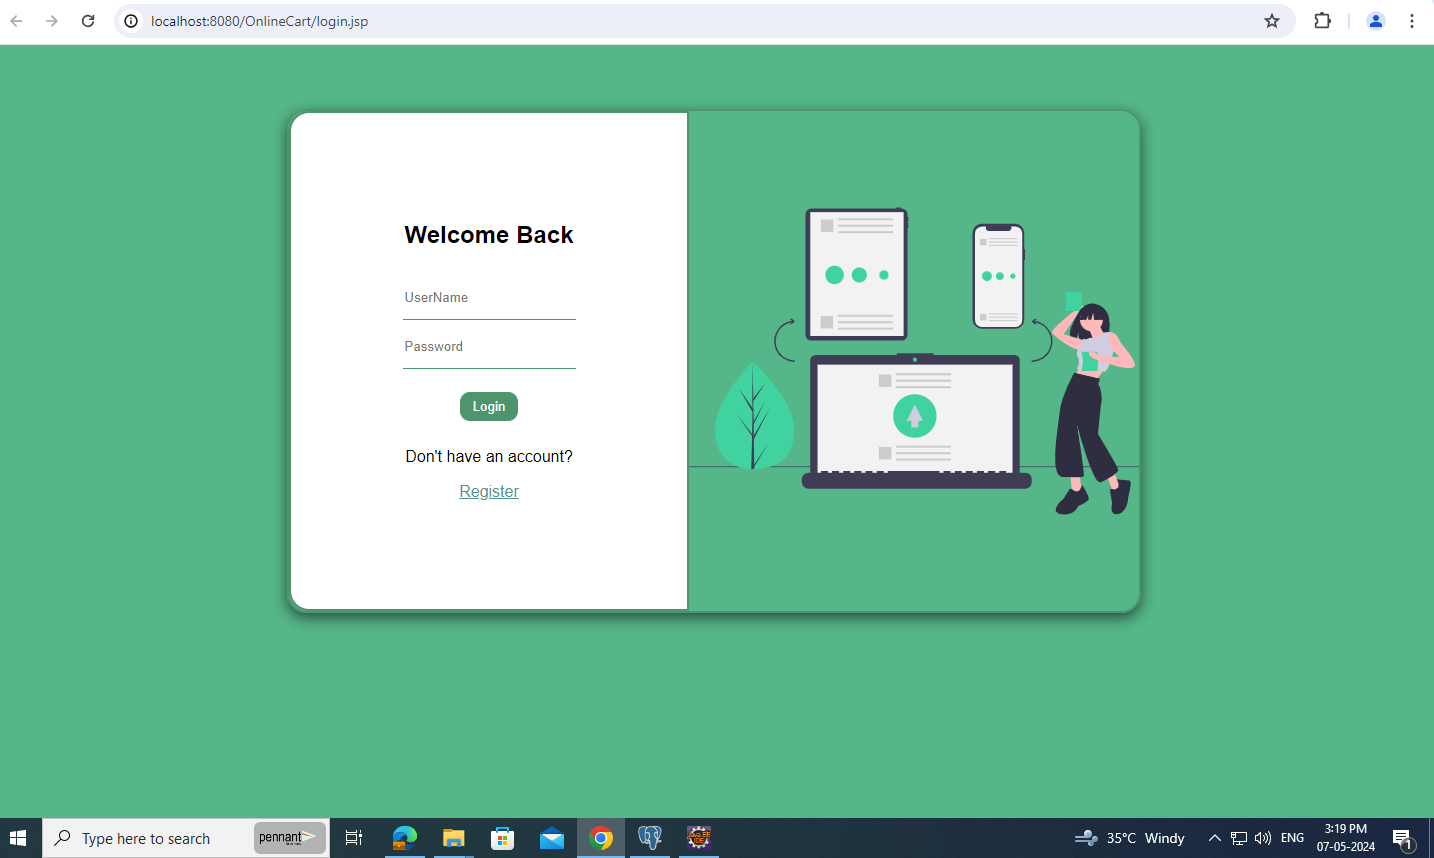 localhost:8080/OnlineCart/login.jsp
Welcome Back
UserName
Password
Login
Don't have an account?
Register
Type here to search
pennant
35°C Windy
ENG
3:19 PM
07-05-2024
1